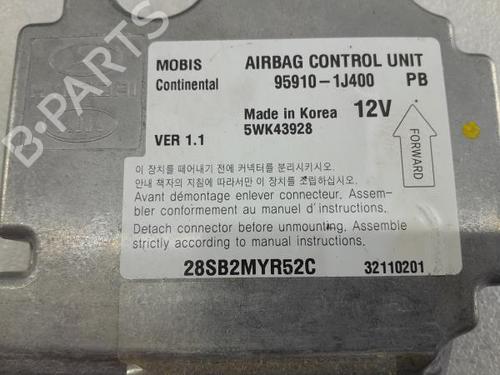 MOBIS AIRBAG CONTROL UNIT
Continental 95910-1J400 PB
Made in Korea 12V
VER 1.1 5WK43928
FORWARD
이 장치를 떼어내기 전에 커넥터를 분리시키시오.
안내 책자의 지침에 따라서만 이 장치를 조립하십시오.
Avant démontage enlever connecteur. Assem-
bler conformement au manuel d'instructions.
Detach connector before unmounting. Assemble
strictly according to manual instructions.
28SB2MYR52C 32110201
B-PARTS